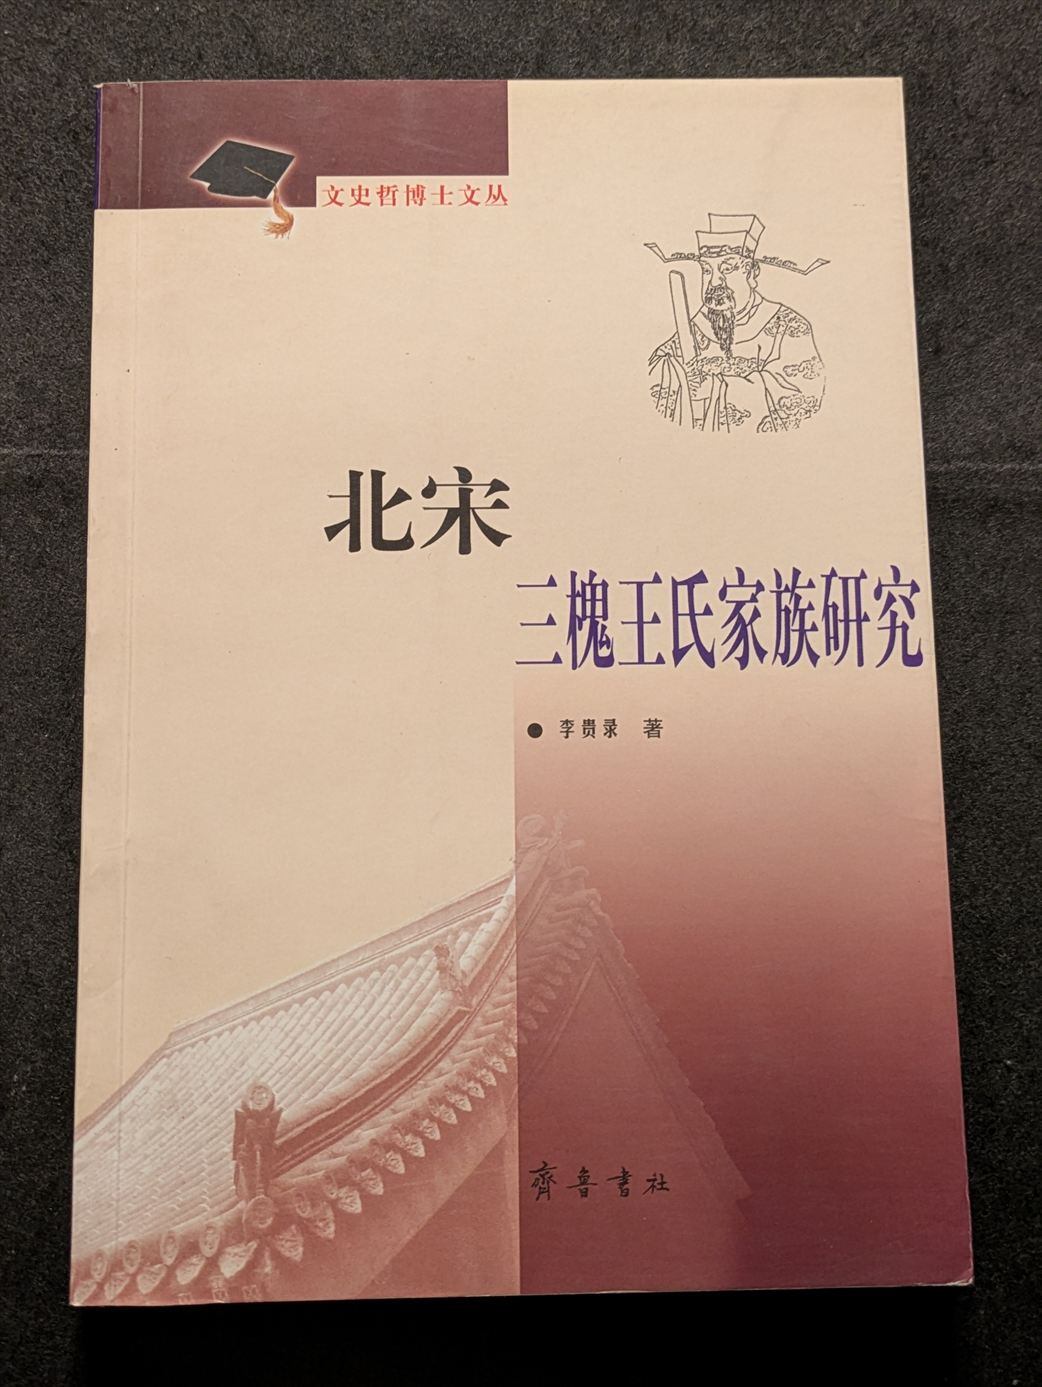 文史哲博士文丛
北宋
三槐王氏家族研究
● 李贵录 著
齊鲁書社